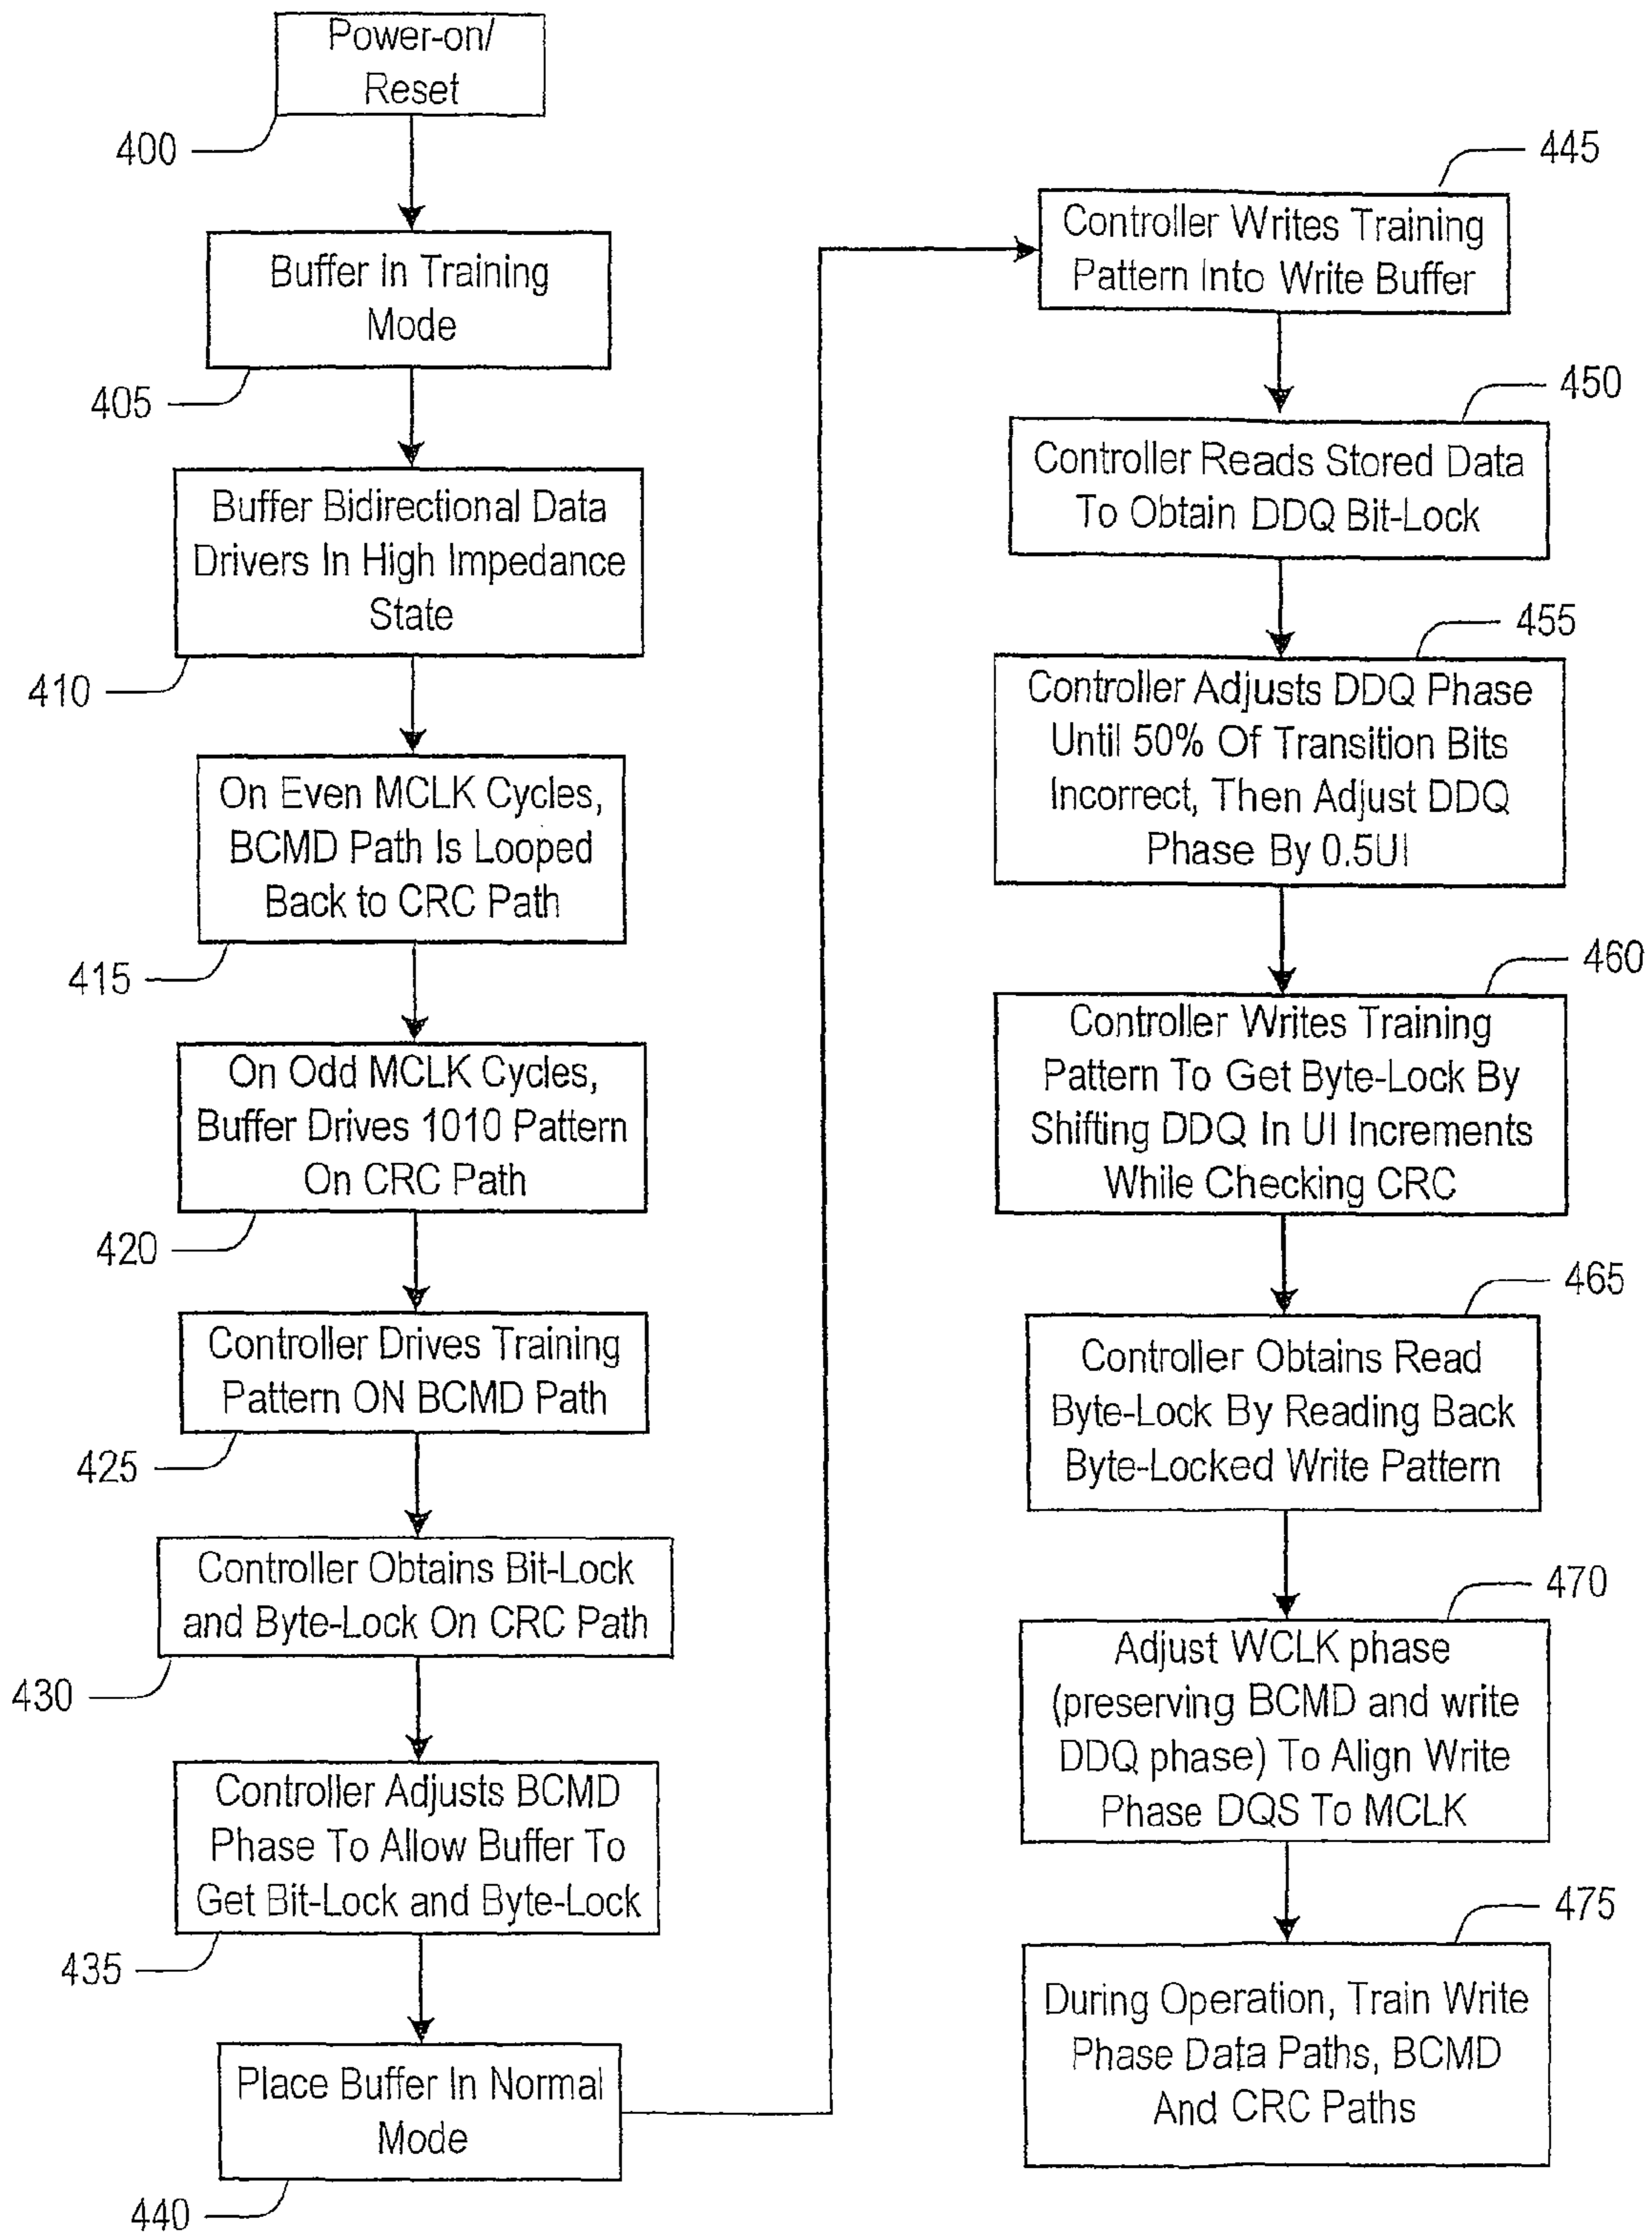 Power-on/
Reset
400
Buffer in Training
Mode
405
Buffer Bidirectional Data
Drivers In High Impedance
State
410
On Even MCLK Cycles,
BCMD Path Is Looped
Back to CRC Path
415
On Odd MCLK Cycles,
Buffer Drives 1010 Pattern
On CRC Path
420
Controller Drives Training
Pattern ON BCMD Path
425
Controller Obtains Bit-Lock
and Byte-Lock On CRC Path
430
Controller Adjusts BCMD
Phase To Allow Buffer To
Get Bit-Lock and Byte-Lock
435
Place Buffer In Normal
Mode
440
445
Controller Writes Training
Pattern Into Write Buffer
450
Controller Reads Stored Data
To Obtain DDQ Bit-Lock
455
Controller Adjusts DDQ Phase
Until 50% Of Transition Bits
Incorrect, Then Adjust DDQ
Phase By 0.5UI
460
Controller Writes Training
Pattern To Get Byte-Lock By
Shifting DDQ In UI Increments
While Checking CRC
465
Controller Obtains Read
Byte-Lock By Reading Back
Byte-Locked Write Pattern
470
Adjust WCLK phase
(preserving BCMD and write
DDQ phase) To Align Write
Phase DQS To MCLK
475
During Operation, Train Write
Phase Data Paths, BCMD
And CRC Paths